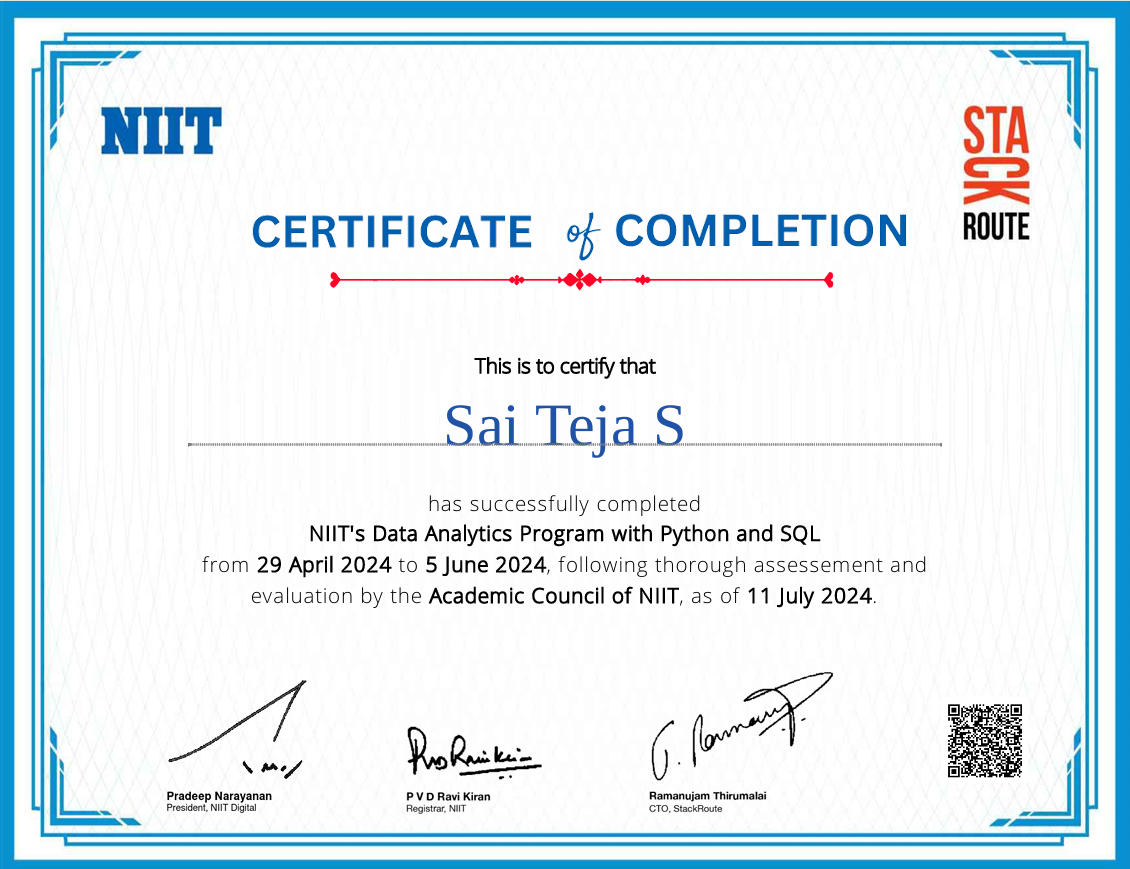 NIIT
STA
CK
ROUTE
CERTIFICATE of COMPLETION
This is to certify that
Sai Teja S
has successfully completed
NIIT's Data Analytics Program with Python and SQL
from 29 April 2024 to 5 June 2024, following thorough assessement and
evaluation by the Academic Council of NIIT, as of 11 July 2024.
Pradeep Narayanan
President, NIIT Digital
P V D Ravi Kiran
Registrar, NIIT
Ramanujam Thirumalai
CTO, StackRoute